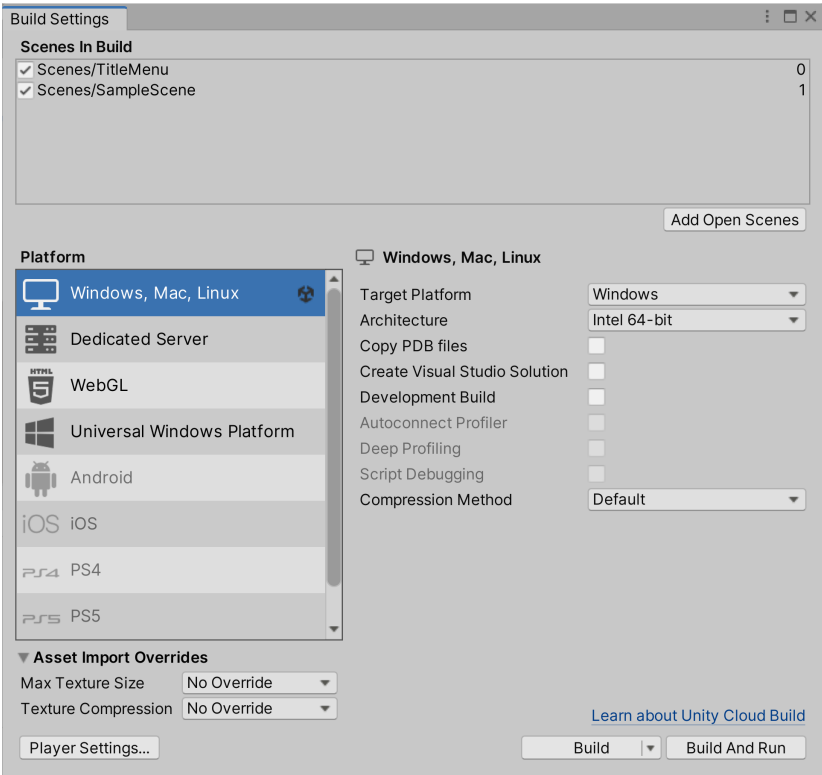 Build Settings
Scenes In Build
Scenes/TitleMenu 0
Scenes/SampleScene 1
Add Open Scenes
Platform
Windows, Mac, Linux
Dedicated Server
HTML 5 WebGL
Universal Windows Platform
Android
iOS iOS
PS4 PS4
PS5 PS5
Windows, Mac, Linux
Target Platform Windows
Architecture Intel 64-bit
Copy PDB files
Create Visual Studio Solution
Development Build
Autoconnect Profiler
Deep Profiling
Script Debugging
Compression Method Default
Asset Import Overrides
Max Texture Size No Override
Texture Compression No Override
Learn about Unity Cloud Build
Player Settings... Build Build And Run